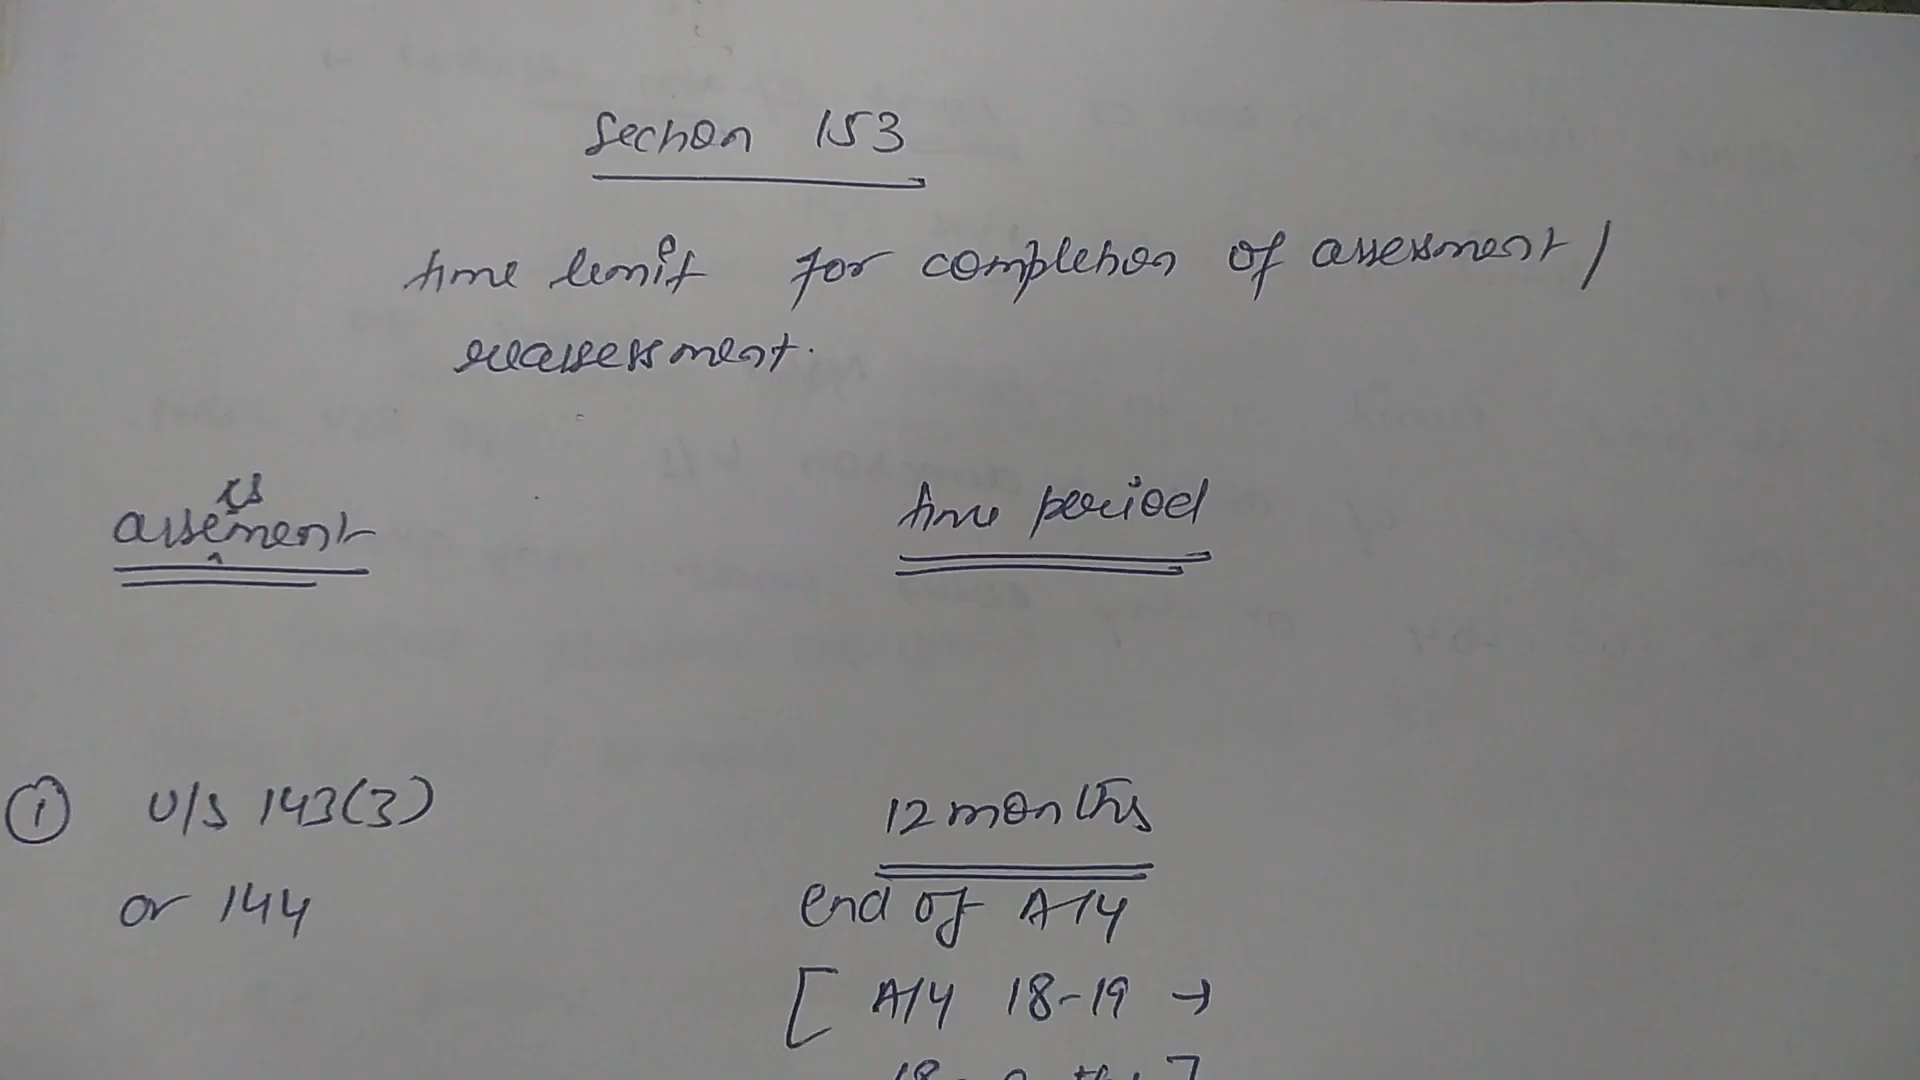 Section 153
time limit for completion of assessment /
reassessment.
assessment
time period
① U/S 143(3)
12 months
or 144
end of A/Y
[ A/Y 18-19 →
18